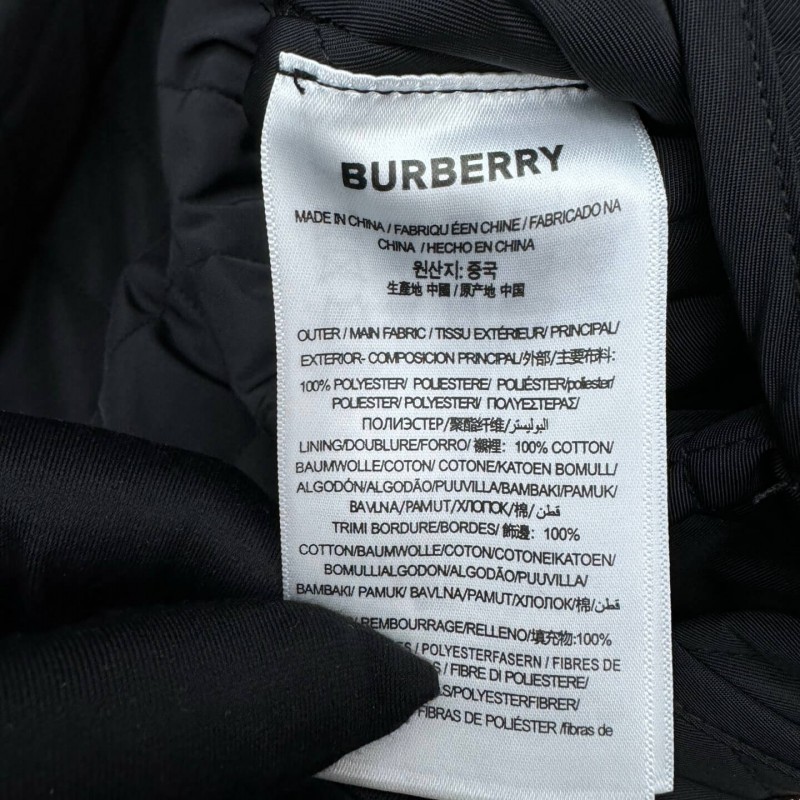 BURBERRY
MADE IN CHINA / FABRIQU ÉEN CHINE / FABRICADO NA
CHINA / HECHO EN CHINA
원산지: 중국
生產地 中國 / 原产地 中国
OUTER / MAIN FABRIC / TISSU EXTÉRIEUR/ PRINCIPAL/
EXTERIOR- COMPOSICION PRINCIPAL/外部/主要布料:
100% POLYESTER/ POLIESTERE/ POLIÉSTER/poliester/
POLIESTER/ POLYESTERI/ ΠΟΛΥΕΣΤΕΡΑΣ/
ПОЛИЭСТЕР/聚酯纤维/البوليستر/
LINING/DOUBLURE/FORRO/ 襯裡: 100% COTTON/
BAUMWOLLE/COTON/ COTONE/KATOEN BOMULL/
ALGODÓN/ALGODÃO/PUUVILLA/BAMBAKI/PAMUK/
BAVLNA/PAMUT/ХЛОПОК/棉/قطن/
TRIMI BORDURE/BORDES/ 飾邊: 100%
COTTON/BAUMWOLLE/COTON/COTONEIKATOEN/
BOMULLIALGODON/ALGODÃO/PUUVILLA/
BAMBAKI/ PAMUK/ BAVLNA/PAMUT/ХЛОПОК/棉/قطن
/ REMBOURRAGE/RELLENO/填充物:100%
/ POLYESTERFASERN / FIBRES DE
/ FIBRE DI POLIESTERE/
/POLYESTERFIBRER/
FIBRAS DE POLIÉSTER /fibras de